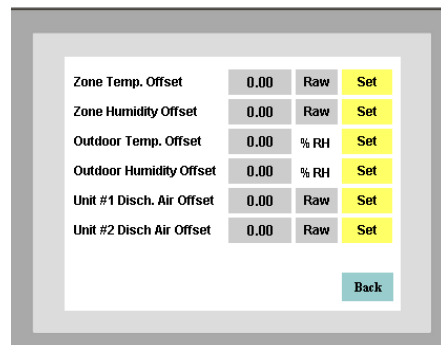 Zone Temp. Offset 0.00 Raw Set
Zone Humidity Offset 0.00 Raw Set
Outdoor Temp. Offset 0.00 % RH Set
Outdoor Humidity Offset 0.00 % RH Set
Unit #1 Disch. Air Offset 0.00 Raw Set
Unit #2 Disch Air Offset 0.00 Raw Set
Back